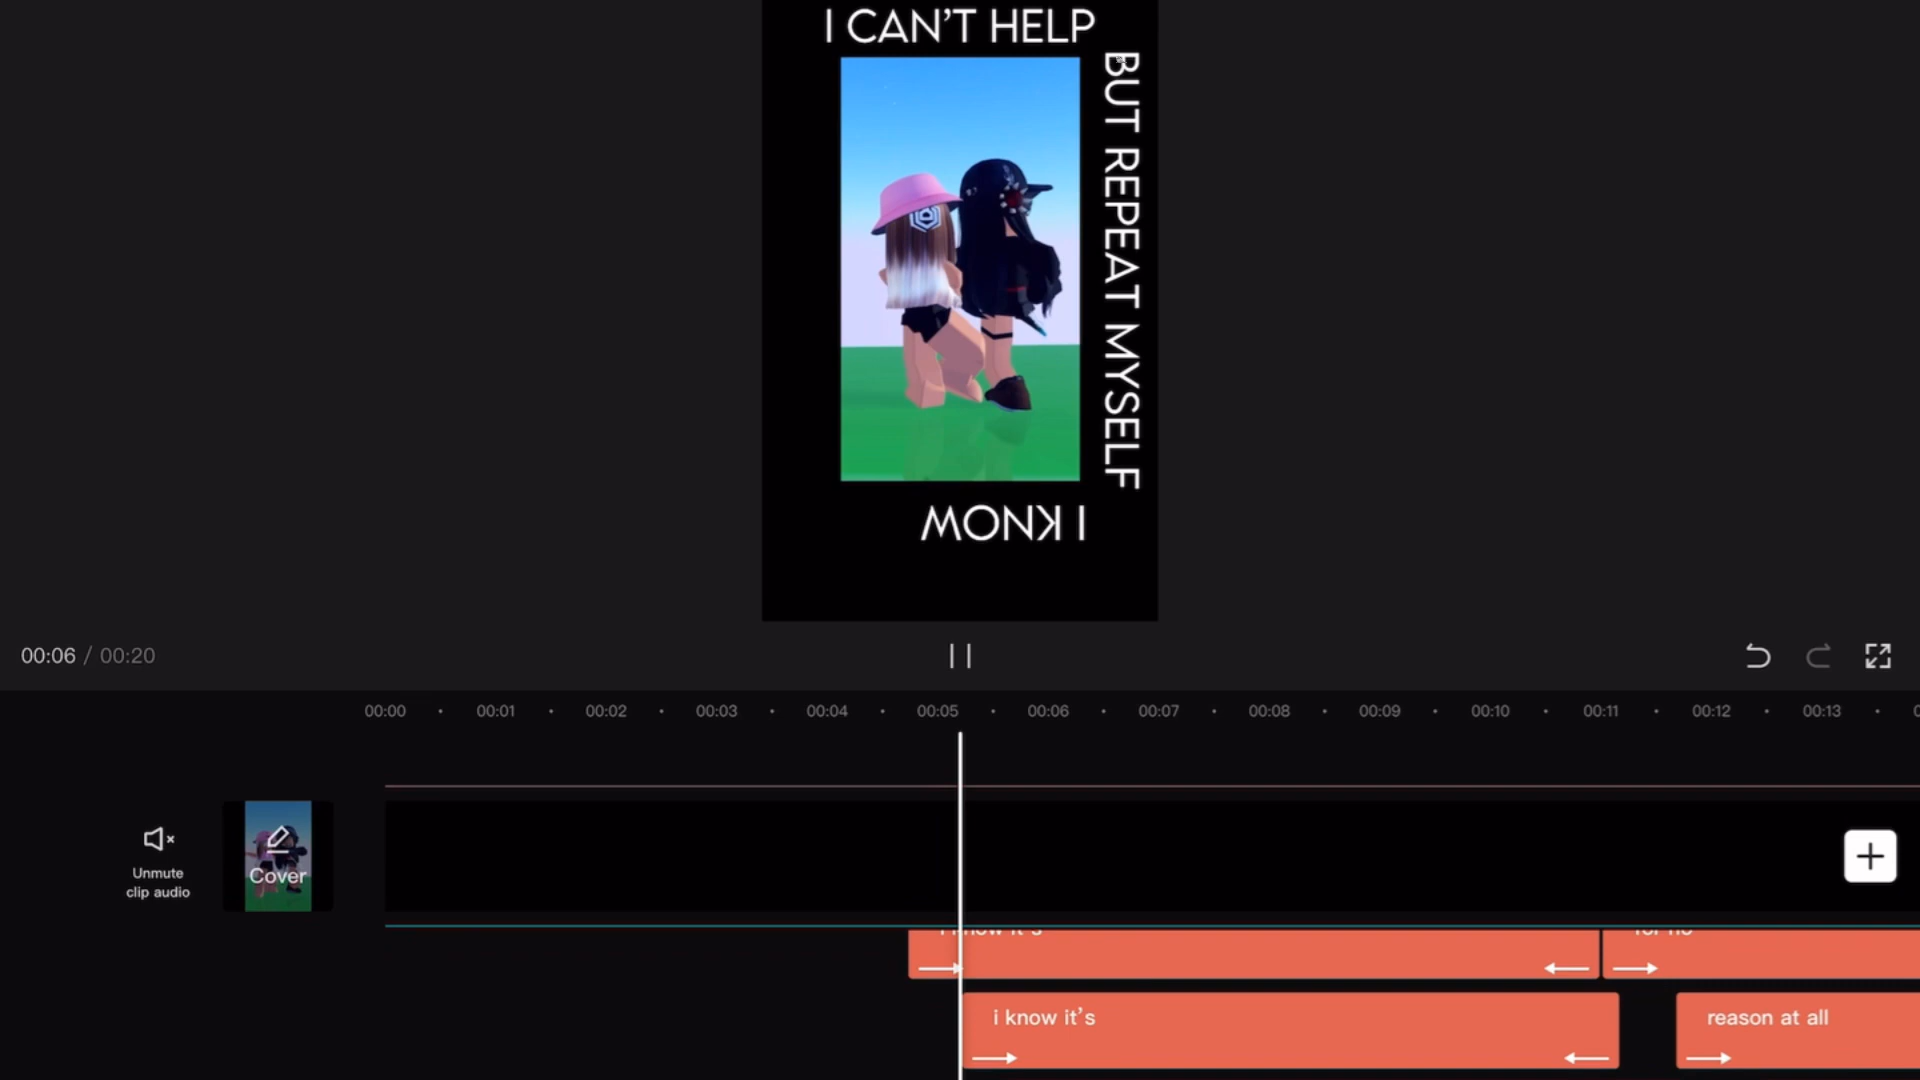 I CAN'T HELP
BUT REPEAT MYSELF
I KNOW
00:06 / 00:20
00:00 00:01 00:02 00:03 00:04 00:05 00:06 00:07 00:08 00:09 00:10 00:11 00:12 00:13
Unmute
clip audio
Cover
i know it's
for no
i know it's
reason at all